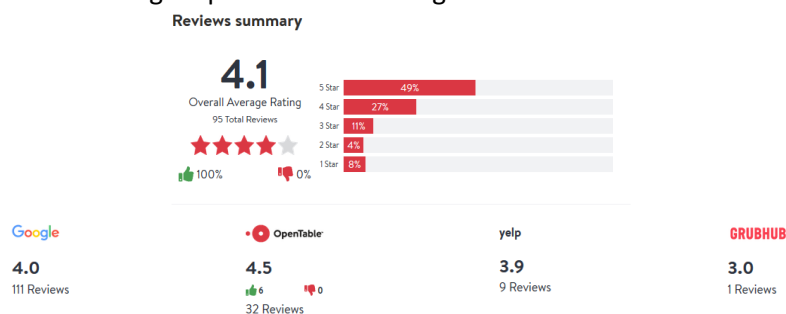 Reviews summary
4.1
Overall Average Rating
95 Total Reviews
100% 0%
5 Star 49%
4 Star 27%
3 Star 11%
2 Star 4%
1 Star 8%
Google OpenTable yelp GRUBHUB
4.0 4.5 3.9 3.0
111 Reviews 6 0 9 Reviews 1 Reviews
32 Reviews